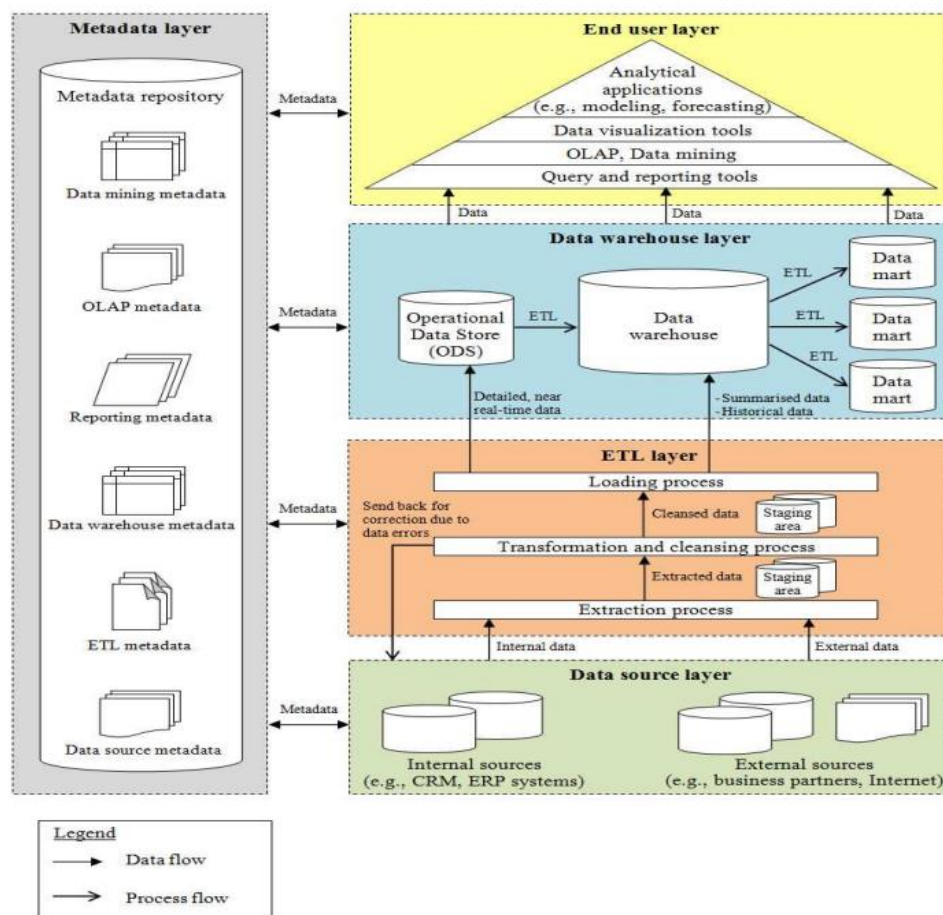 Metadata layer
Metadata repository
Data mining metadata
OLAP metadata
Reporting metadata
Data warehouse metadata
ETL metadata
Data source metadata
Metadata
Metadata
Metadata
Metadata
End user layer
Analytical
applications
(e.g., modeling, forecasting)
Data visualization tools
OLAP, Data mining
Query and reporting tools
Data
Data
Data
Data warehouse layer
Operational
Data Store
(ODS)
ETL
Data
warehouse
ETL
ETL
ETL
Data
mart
Data
mart
Data
mart
Detailed, near
real-time data
- Summarised data
-Historical data
ETL layer
Loading process
Send back for
correction due to
data errors
Cleansed data
Staging
area
Transformation and cleansing process
Extracted data
Staging
area
Extraction process
Internal data
External data
Data source layer
Internal sources
(e.g., CRM, ERP systems)
External sources
(e.g., business partners, Internet)
Legend
Data flow
Process flow